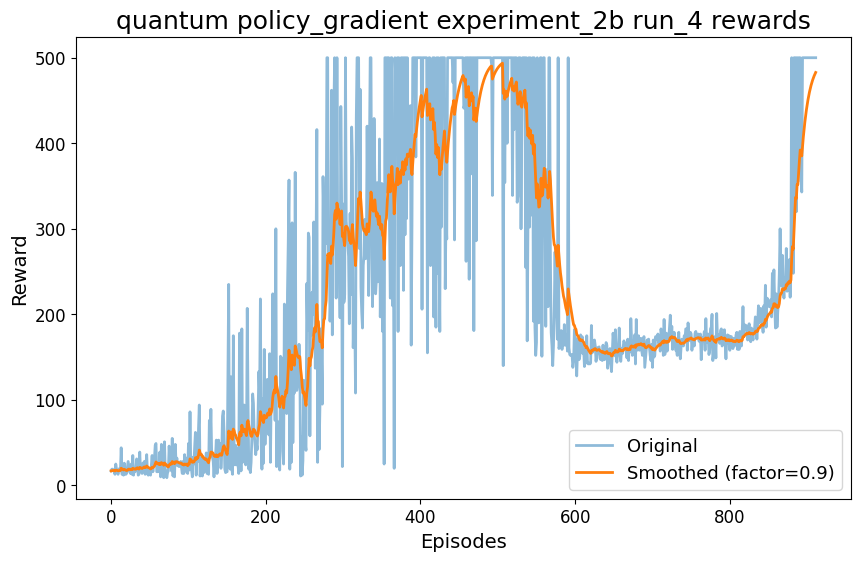 quantum policy_gradient experiment_2b run_4 rewards
500
400
300
200
100
0
Reward
0 200 400 600 800
Episodes
Original
Smoothed (factor=0.9)